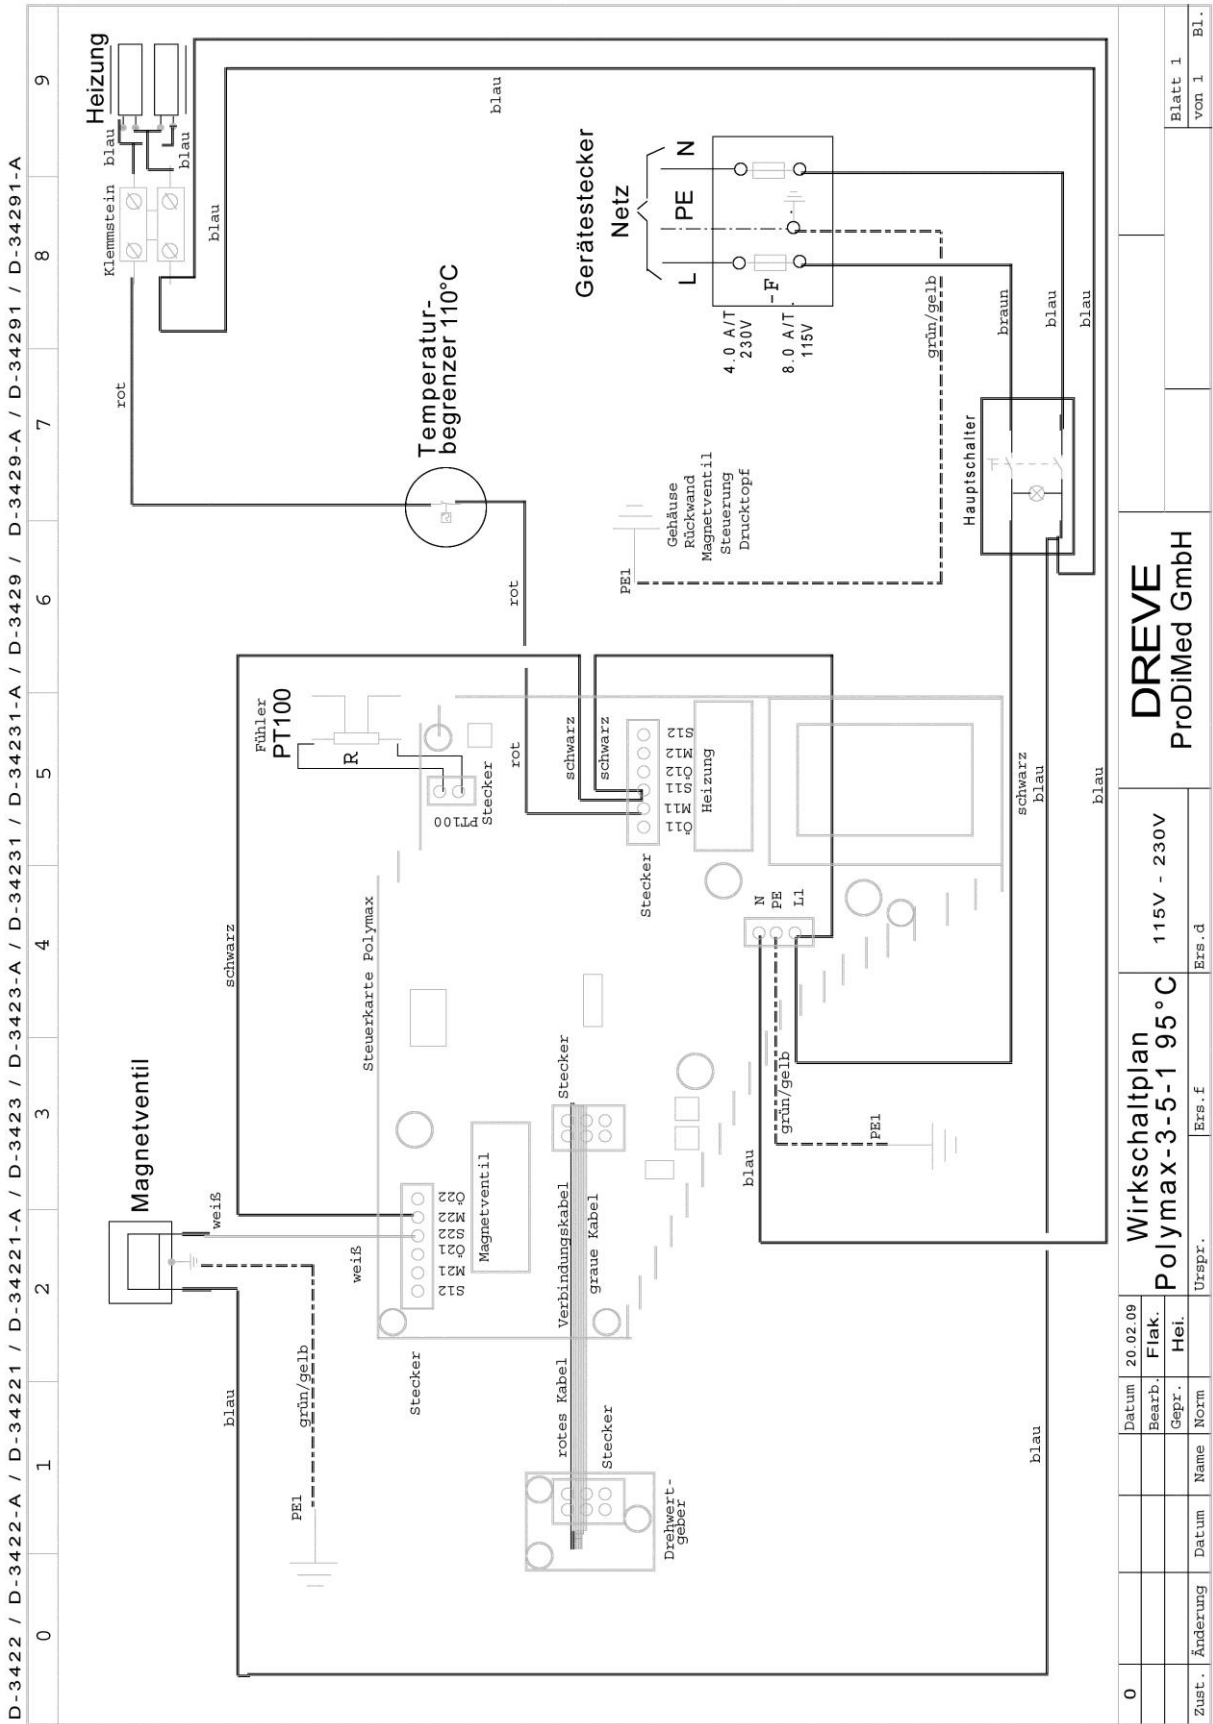 D-3422 / D-3422-A / D-34221 / D-34221-A / D-3423 / D-3423-A / D-34231 / D-34231-A / D-3429 / D-3429-A / D-34291 / D-34291-A
0 1 2 3 4 5 6 7 8 9
Heizung
blau
blau
Klemmstein
blau
blau
rot
Temperatur-
begrenzer 110°C
rot
Gerätestecker
Netz
L PE N
-F
4.0 A/T
230V
8.0 A/T
115V
grün/gelb
braun
blau
blau
Hauptschalter
Gehäuse
Rückwand
Magnetventil
Steuerung
Drucktopf
PE1
Fühler
PT100
R
PT100
Stecker
rot
schwarz
schwarz
Ö11 M11 S11 Ö12 M12 S12
Heizung
Stecker
schwarz
Steuerkarte Polymax
N
PE
L1
schwarz
blau
blau
Magnetventil
weiß
weiß
S12 M21 Ö21 S22 M22 Ö22
Magnetventil
Stecker
blau
grün/gelb
PE1
rotes Kabel
Verbindungskabel
graue Kabel
Stecker
Stecker
Drehwert-
geber
blau
grün/gelb
PE1
blau
0
Zust.
Änderung
Datum
Name
Datum 20.02.09
Bearb. Flak.
Gepr. Hei.
Norm
Wirkschaltplan
Polymax-3-5-1 95°C
115V - 230V
Urspr.
Ers.f
Ers.d
DREVE
ProDiMed GmbH
Blatt 1
von 1 Bl.